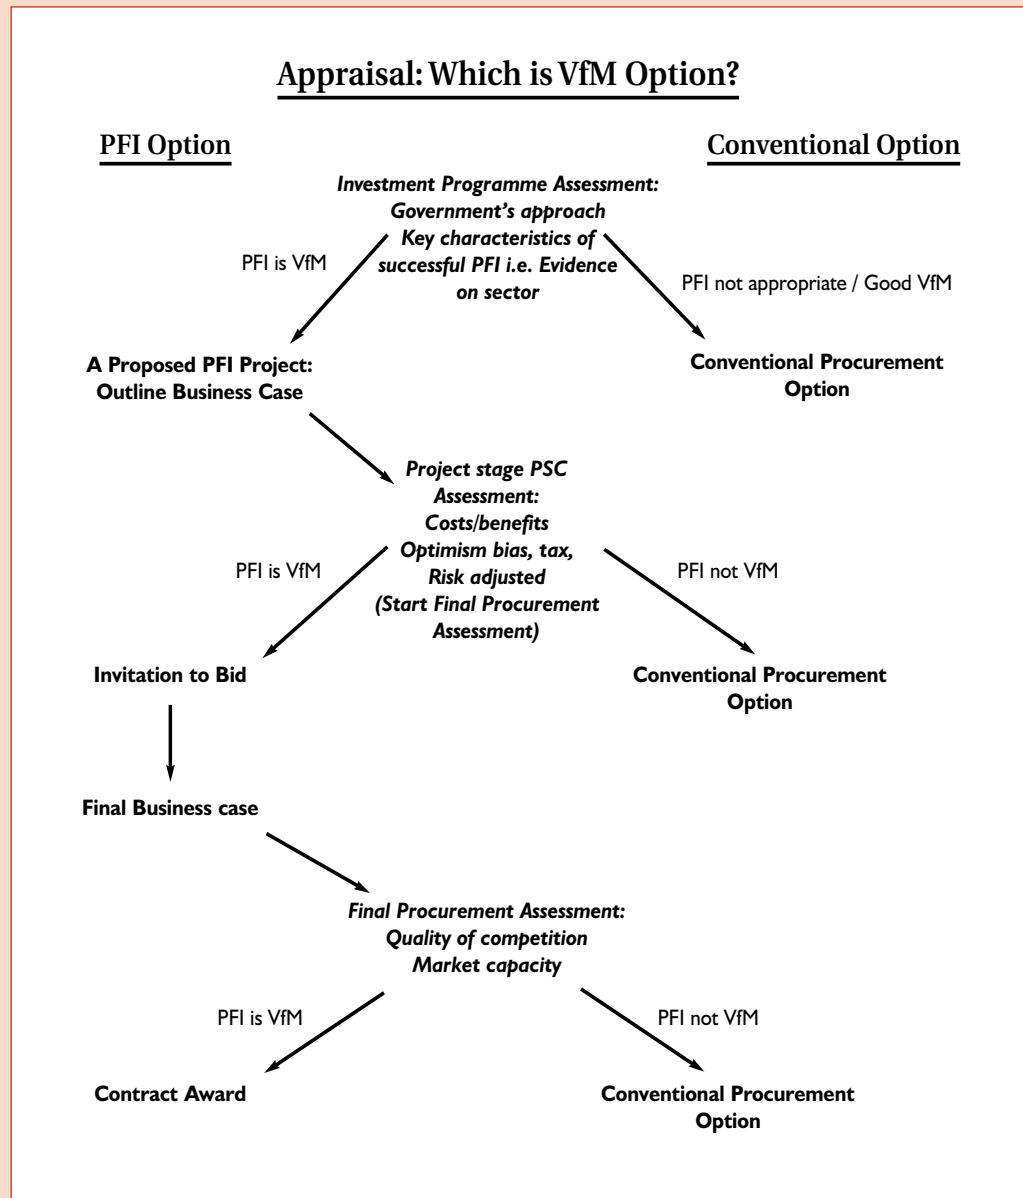 Appraisal: Which is VfM Option?
PFI Option
Conventional Option
Investment Programme Assessment:
Government's approach
Key characteristics of
successful PFI i.e. Evidence
on sector
PFI is VfM
PFI not appropriate / Good VfM
A Proposed PFI Project:
Outline Business Case
Conventional Procurement
Option
Project stage PSC
Assessment:
Costs/benefits
Optimism bias, tax,
Risk adjusted
(Start Final Procurement
Assessment)
PFI is VfM
PFI not VfM
Invitation to Bid
Conventional Procurement
Option
Final Business case
Final Procurement Assessment:
Quality of competition
Market capacity
PFI is VfM
PFI not VfM
Contract Award
Conventional Procurement
Option